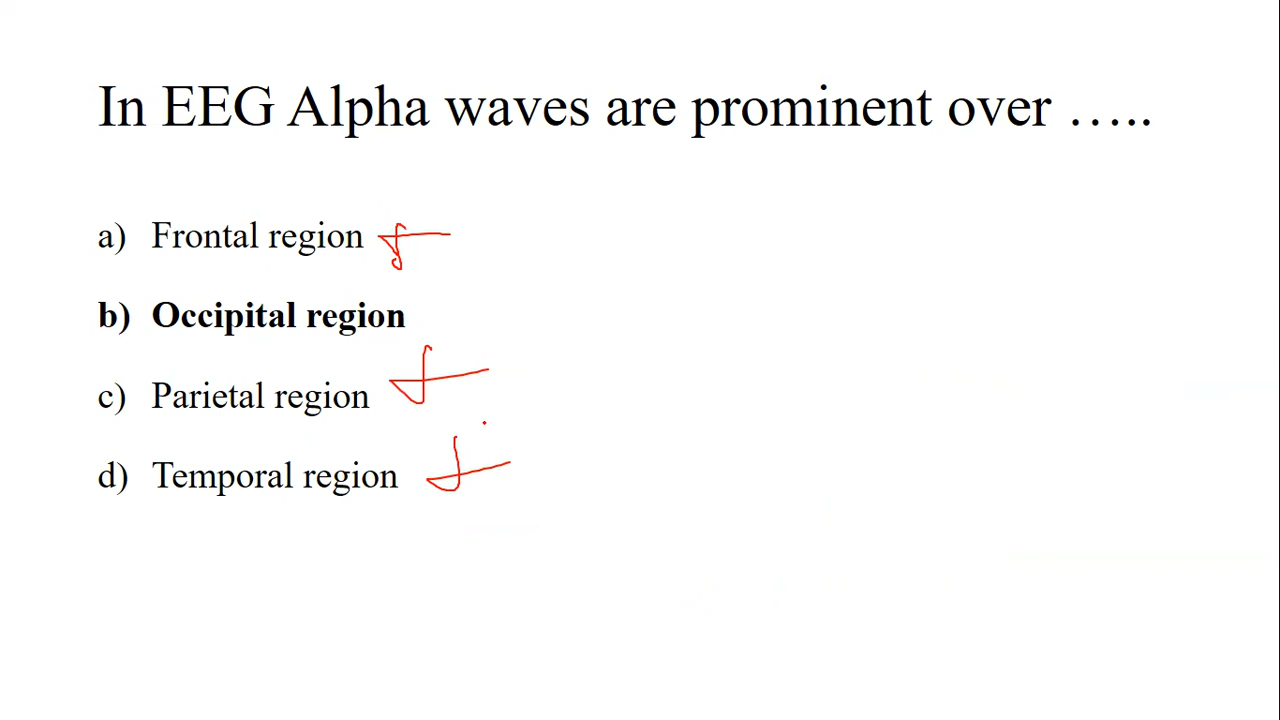 In EEG Alpha waves are prominent over …..
a) Frontal region
b) Occipital region
c) Parietal region
d) Temporal region